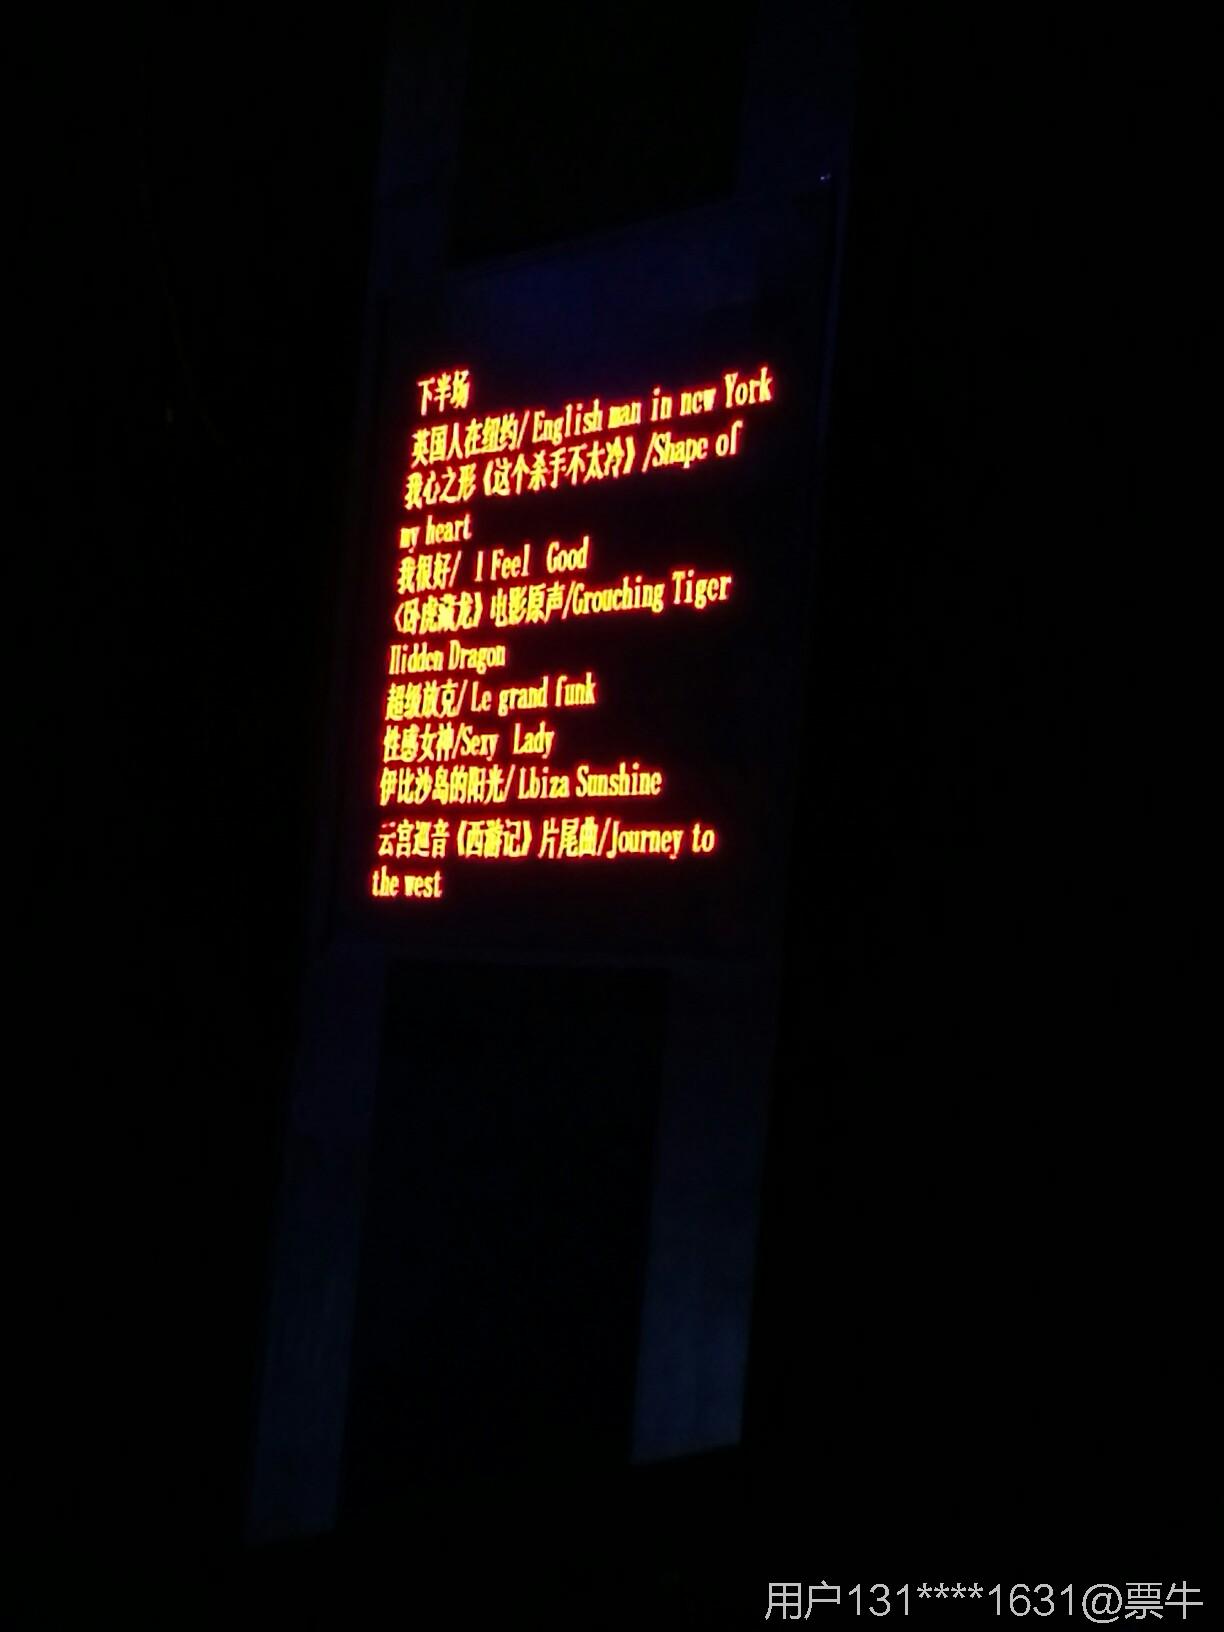 下半场
英国人在纽约/English man in new York
我心之形《这个杀手不太冷》/Shape of
my heart
我很好/ I Feel Good
《卧虎藏龙》电影原声/Grouching Tiger
Hidden Dragon
超级放克/Le grand funk
性感女神/Sexy Lady
伊比沙岛的阳光/Lbiza Sunshine
云宫迴音《西游记》片尾曲/Journey to
the west
用户131****1631@票牛